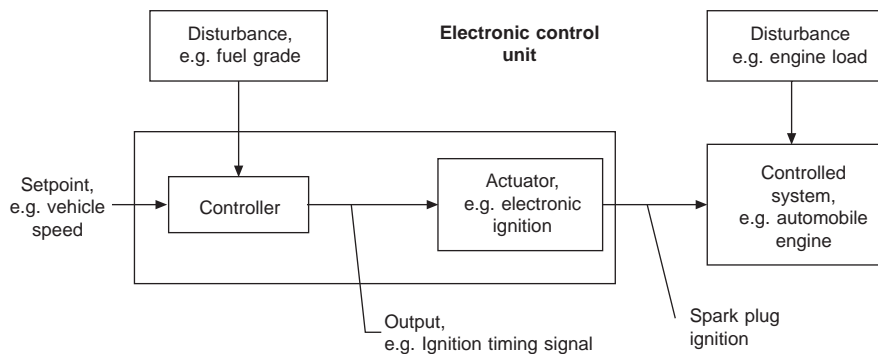 Disturbance,
e.g. fuel grade
Electronic control
unit
Disturbance
e.g. engine load
Setpoint,
e.g. vehicle
speed
Controller
Actuator,
e.g. electronic
ignition
Controlled
system,
e.g. automobile
engine
Output,
e.g. Ignition timing signal
Spark plug
ignition